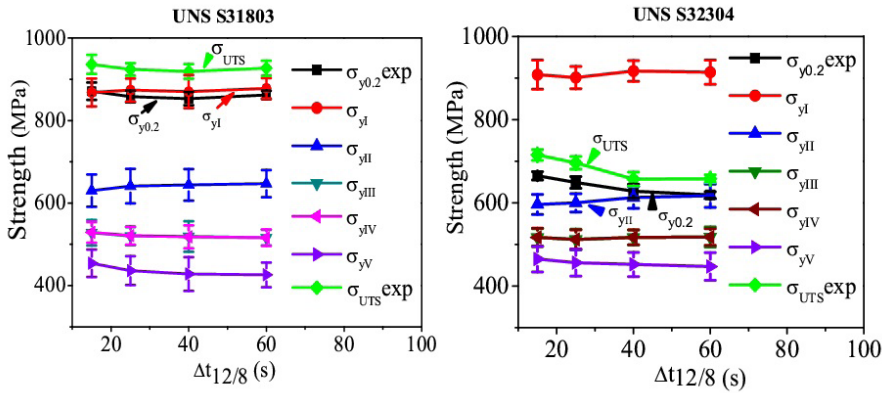 UNS S31803
1000
800
600
400
Strength (MPa)
σUTS
σy0.2
σyI
σy0.2exp
σyI
σyII
σyIII
σyIV
σyV
σUTSexp
20 40 60 80 100
Δt12/8 (s)
UNS S32304
1000
800
600
400
Strength (MPa)
σUTS
σyII
σy0.2
σy0.2exp
σyI
σyII
σyIII
σyIV
σyV
σUTSexp
20 40 60 80 100
Δt12/8 (s)